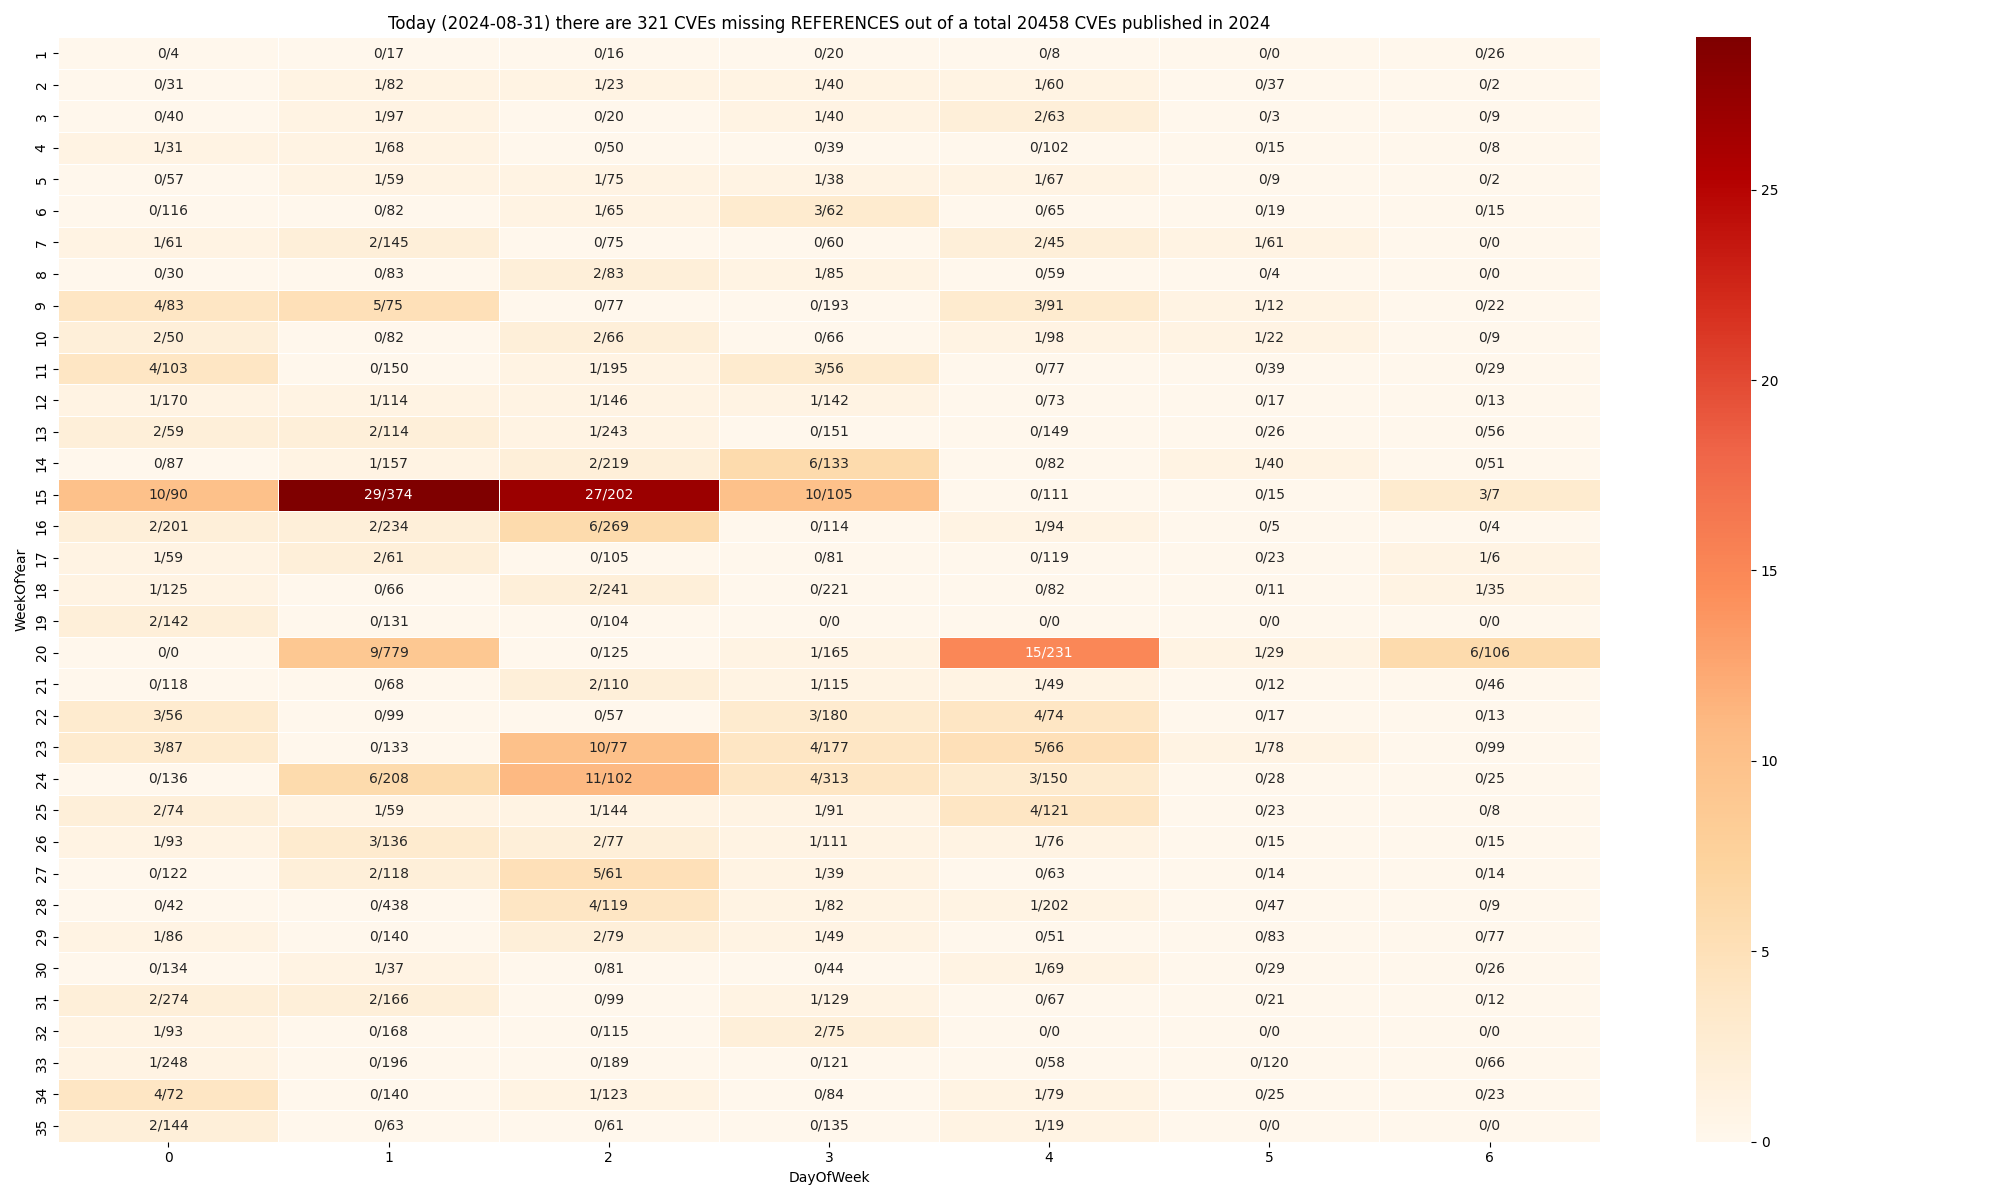 Today (2024-08-31) there are 321 CVEs missing REFERENCES out of a total 20458 CVEs published in 2024
1 0/4 0/17 0/16 0/20 0/8 0/0 0/26
2 0/31 1/82 1/23 1/40 1/60 0/37 0/2
3 0/40 1/97 0/20 1/40 2/63 0/3 0/9
4 1/31 1/68 0/50 0/39 0/102 0/15 0/8
5 0/57 1/59 1/75 1/38 1/67 0/9 0/2
6 0/116 0/82 1/65 3/62 0/65 0/19 0/15
7 1/61 2/145 0/75 0/60 2/45 1/61 0/0
8 0/30 0/83 2/83 1/85 0/59 0/4 0/0
9 4/83 5/75 0/77 0/193 3/91 1/12 0/22
10 2/50 0/82 2/66 0/66 1/98 1/22 0/9
11 4/103 0/150 1/195 3/56 0/77 0/39 0/29
12 1/170 1/114 1/146 1/142 0/73 0/17 0/13
13 2/59 2/114 1/243 0/151 0/149 0/26 0/56
14 0/87 1/157 2/219 6/133 0/82 1/40 0/51
15 10/90 29/374 27/202 10/105 0/111 0/15 3/7
16 2/201 2/234 6/269 0/114 1/94 0/5 0/4
17 1/59 2/61 0/105 0/81 0/119 0/23 1/6
18 1/125 0/66 2/241 0/221 0/82 0/11 1/35
19 2/142 0/131 0/104 0/0 0/0 0/0 0/0
20 0/0 9/779 0/125 1/165 15/231 1/29 6/106
21 0/118 0/68 2/110 1/115 1/49 0/12 0/46
22 3/56 0/99 0/57 3/180 4/74 0/17 0/13
23 3/87 0/133 10/77 4/177 5/66 1/78 0/99
24 0/136 6/208 11/102 4/313 3/150 0/28 0/25
25 2/74 1/59 1/144 1/91 4/121 0/23 0/8
26 1/93 3/136 2/77 1/111 1/76 0/15 0/15
27 0/122 2/118 5/61 1/39 0/63 0/14 0/14
28 0/42 0/438 4/119 1/82 1/202 0/47 0/9
29 1/86 0/140 2/79 1/49 0/51 0/83 0/77
30 0/134 1/37 0/81 0/44 1/69 0/29 0/26
31 2/274 2/166 0/99 1/129 0/67 0/21 0/12
32 1/93 0/168 0/115 2/75 0/0 0/0 0/0
33 1/248 0/196 0/189 0/121 0/58 0/120 0/66
34 4/72 0/140 1/123 0/84 1/79 0/25 0/23
35 2/144 0/63 0/61 0/135 1/19 0/0 0/0
0 1 2 3 4 5 6
DayOfWeek
WeekOfYear
25
20
15
10
5
0